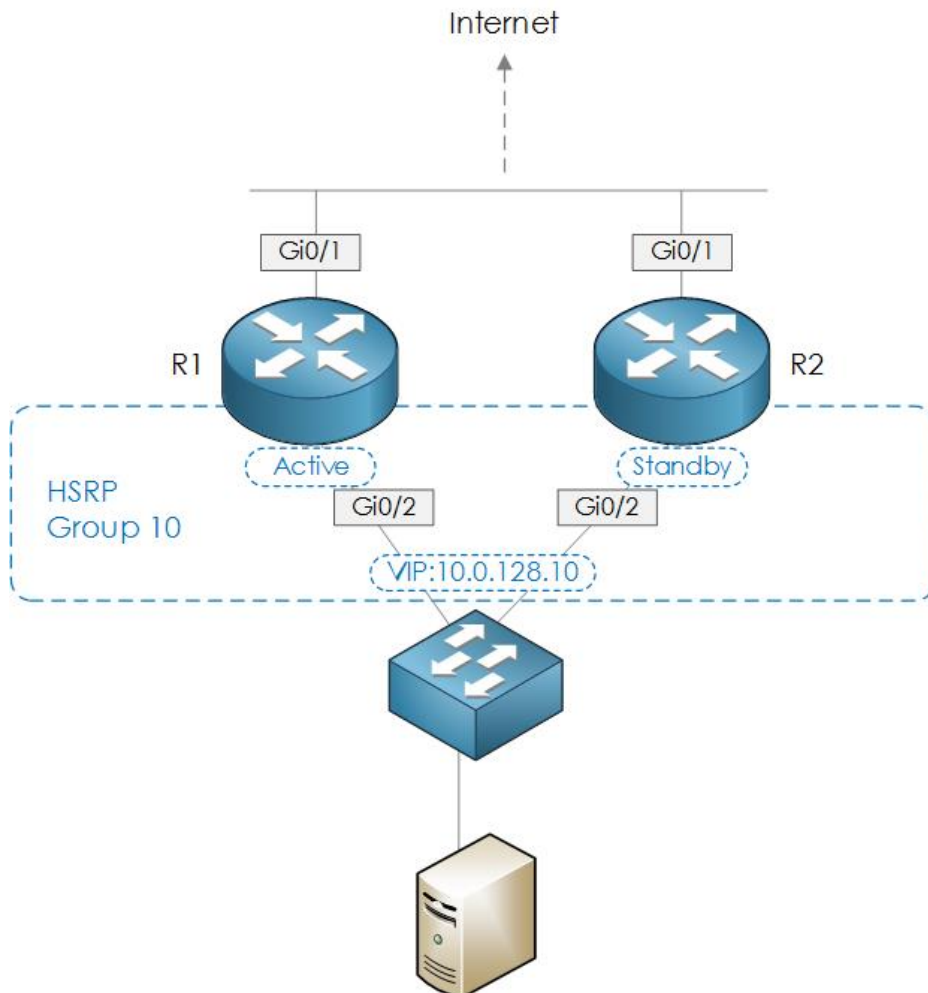 Internet
Gi0/1
Gi0/1
R1
R2
Active
Standby
HSRP
Group 10
Gi0/2
Gi0/2
VIP:10.0.128.10